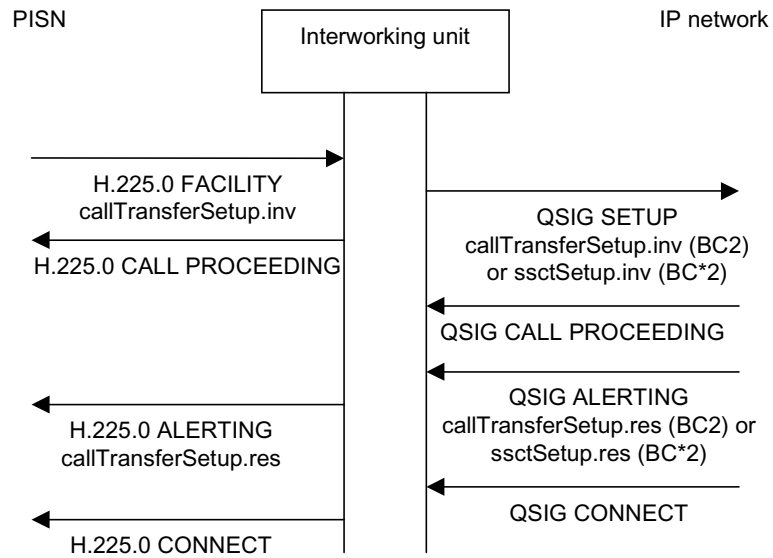 PISN
IP network
Interworking unit
H.225.0 FACILITY
callTransferSetup.inv
QSIG SETUP
callTransferSetup.inv (BC2)
or ssctSetup.inv (BC*2)
H.225.0 CALL PROCEEDING
QSIG CALL PROCEEDING
QSIG ALERTING
callTransferSetup.res (BC2) or
ssctSetup.res (BC*2)
H.225.0 ALERTING
callTransferSetup.res
QSIG CONNECT
H.225.0 CONNECT